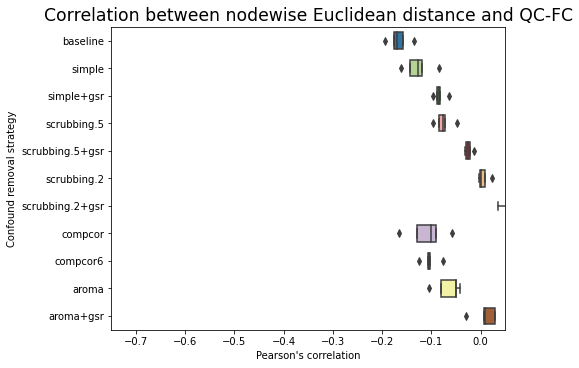 Correlation between nodewise Euclidean distance and QC-FC
baseline
simple
simple+gsr
scrubbing.5
scrubbing.5+gsr
scrubbing.2
scrubbing.2+gsr
compcor
compcor6
aroma
aroma+gsr
Confound removal strategy
−0.7 −0.6 −0.5 −0.4 −0.3 −0.2 −0.1 0.0
Pearson's correlation